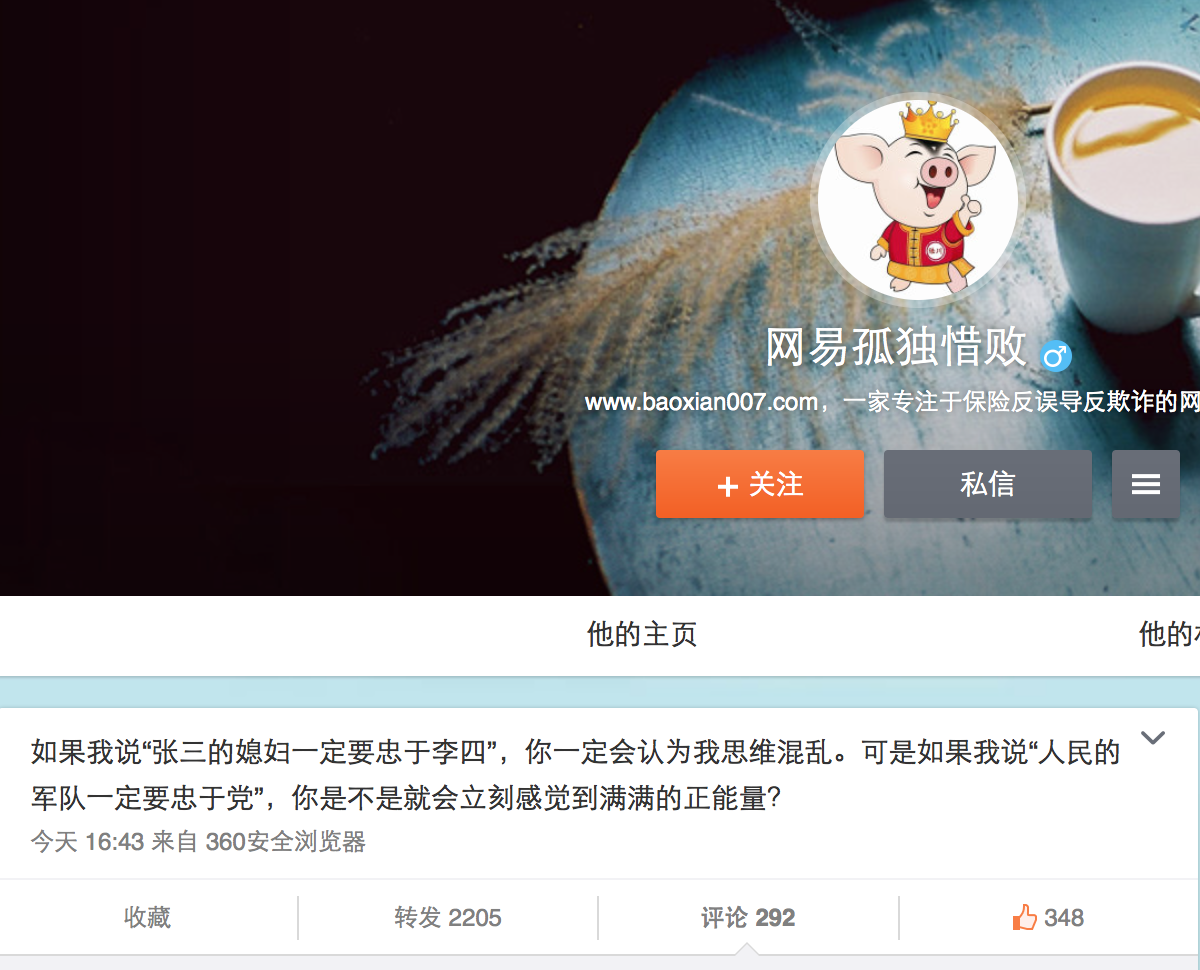 网易孤独惜败
www.baoxian007.com，一家专注于保险反误导反欺诈的网
+ 关注
私信
他的主页
他的
如果我说“张三的媳妇一定要忠于李四”，你一定会认为我思维混乱。可是如果我说“人民的
军队一定要忠于党”，你是不是就会立刻感觉到满满的正能量?
今天 16:43 来自 360安全浏览器
收藏
转发 2205
评论 292
348